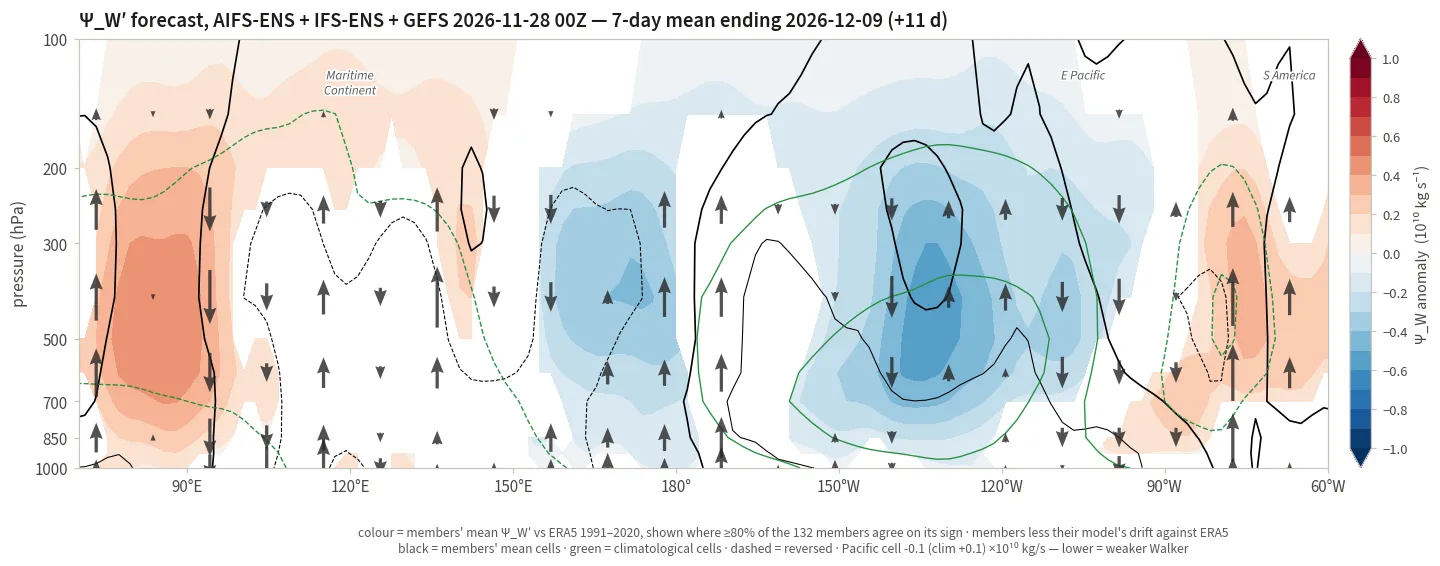 Ψ_W′ forecast, AIFS-ENS + IFS-ENS + GEFS 2026-11-28 00Z — 7-day mean ending 2026-12-09 (+11 d)
100
200
300
400
500
700
850
1000
pressure (hPa)
Maritime
Continent
E Pacific
S America
90°E
120°E
150°E
180°
150°W
120°W
90°W
60°W
1.0
0.8
0.6
0.4
0.2
0.0
−0.2
−0.4
−0.6
−0.8
−1.0
Ψ_W anomaly (10¹⁰ kg s⁻¹)
colour = members' mean Ψ_W′ vs ERA5 1991–2020, shown where ≥80% of the 132 members agree on its sign · members less their model's drift against ERA5
black = members' mean cells · green = climatological cells · dashed = reversed · Pacific cell -0.1 (clim +0.1) ×10¹⁰ kg/s — lower = weaker Walker